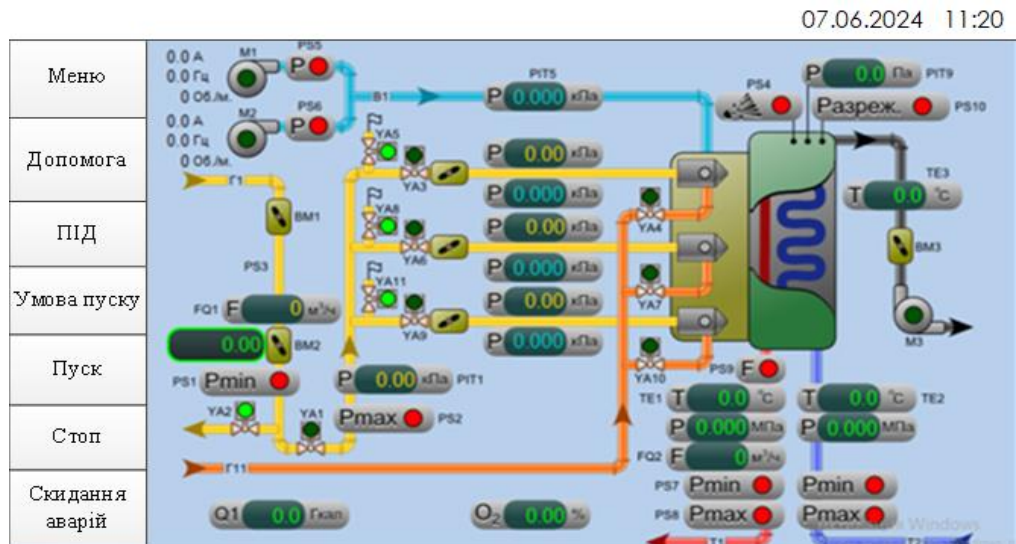 07.06.2024 11:20
Меню
Допомога
ПІД
Умова пуску
Пуск
Стоп
Скидання
аварій
0.0 А M1 PS5
0.0 Гц P
0 Об./м.
M2 PS6
0.0 А P
0.0 Гц
0 Об./м.
B1
PIT5
P 0.000 кПа
PS4
P 0.0 Па PIT9
Разреж. PS10
YA5
YA3
P 0.00 кПа
P 0.000 кПа
YA4
TE3
T 0.0 °C
Г1
BM1
YA8
YA6
P 0.00 кПа
P 0.000 кПа
YA7
BM3
PS3
YA11
YA9
P 0.00 кПа
P 0.000 кПа
YA10
M3
FQ1 F 0 м³/ч
0.00 BM2
PS1 Pmin
P 0.00 кПа PIT1
Pmax PS2
YA2
YA1
Г11
PS9 F
TE1 T 0.0 °C
T 0.0 °C TE2
P 0.000 МПа
P 0.000 МПа
FQ2 F 0 м³/ч
PS7 Pmin
Pmin
PS8 Pmax
Pmax
Windows
Q1 0.0 Гкал
O₂ 0.00 %
T1
T2